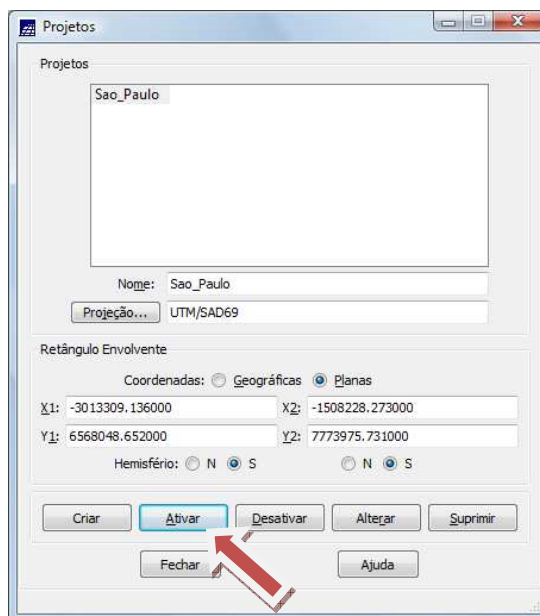 Projetos
Projetos
Sao_Paulo
Nome: Sao_Paulo
Projeção... UTM/SAD69
Retângulo Envolvente
Coordenadas: Geográficas Planas
X1: -3013309.136000 X2: -1508228.273000
Y1: 6568048.652000 Y2: 7773975.731000
Hemisfério: N S N S
Criar Ativar Desativar Alterar Suprimir
Fechar Ajuda